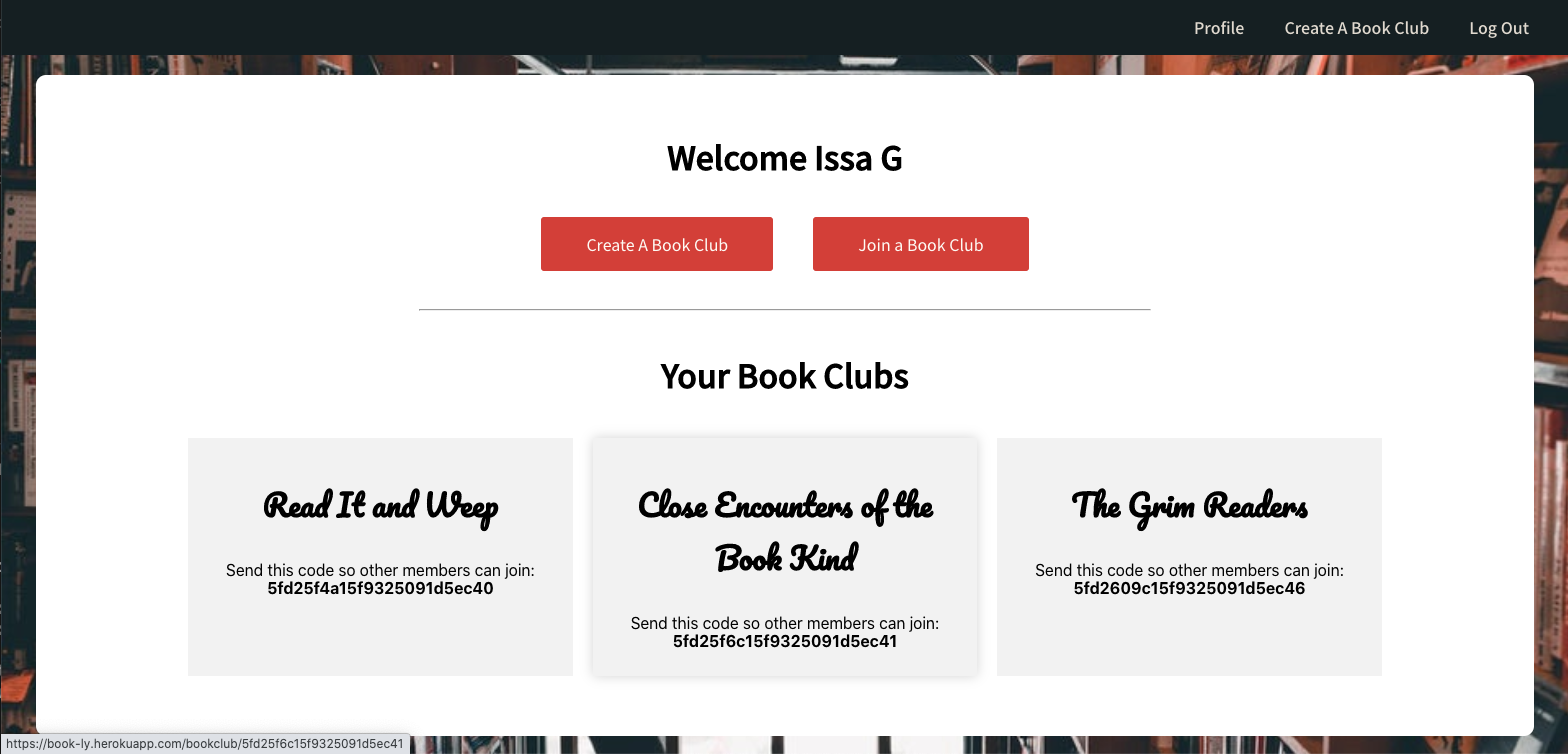 Profile Create A Book Club Log Out
Welcome Issa G
Create A Book Club Join a Book Club
Your Book Clubs
Read It and Weep
Send this code so other members can join:
5fd25f4a15f9325091d5ec40
Close Encounters of the
Book Kind
Send this code so other members can join:
5fd25f6c15f9325091d5ec41
The Grim Readers
Send this code so other members can join:
5fd2609c15f9325091d5ec46
https://book-ly.herokuapp.com/bookclub/5fd25f6c15f9325091d5ec41